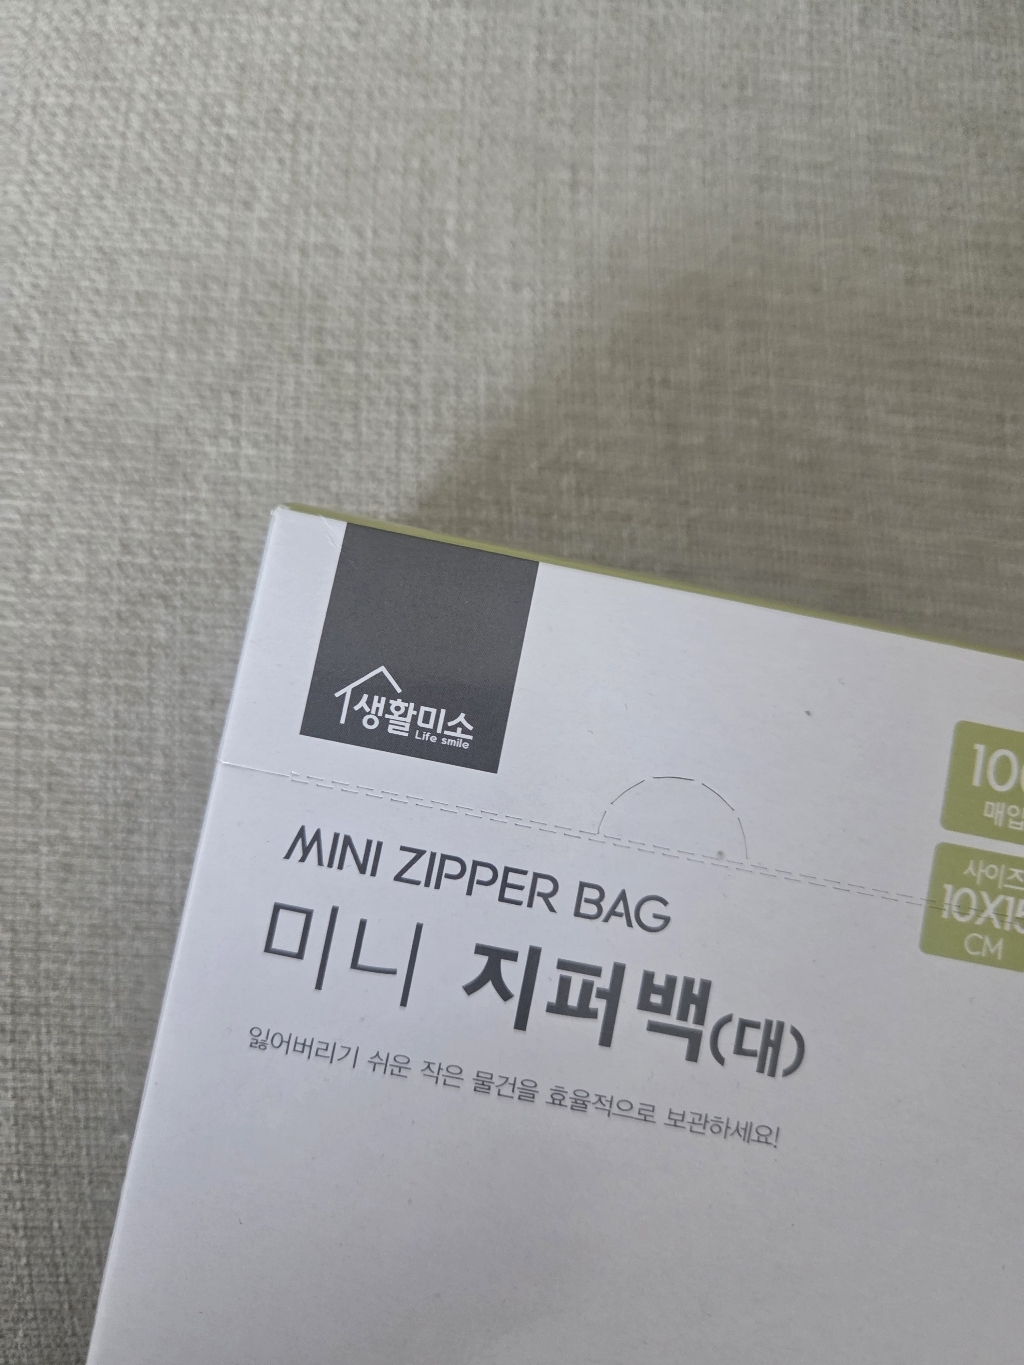 생활미소
Life smile
MINI ZIPPER BAG
미니 지퍼백(대)
잃어버리기 쉬운 작은 물건을 효율적으로 보관하세요!
사이즈
CM